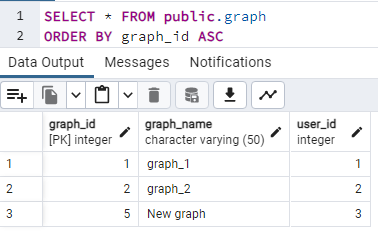 1 SELECT * FROM public.graph
2 ORDER BY graph_id ASC
Data Output Messages Notifications
graph_id graph_name user_id
[PK] integer character varying (50) integer
1 1 graph_1 1
2 2 graph_2 2
3 5 New graph 3